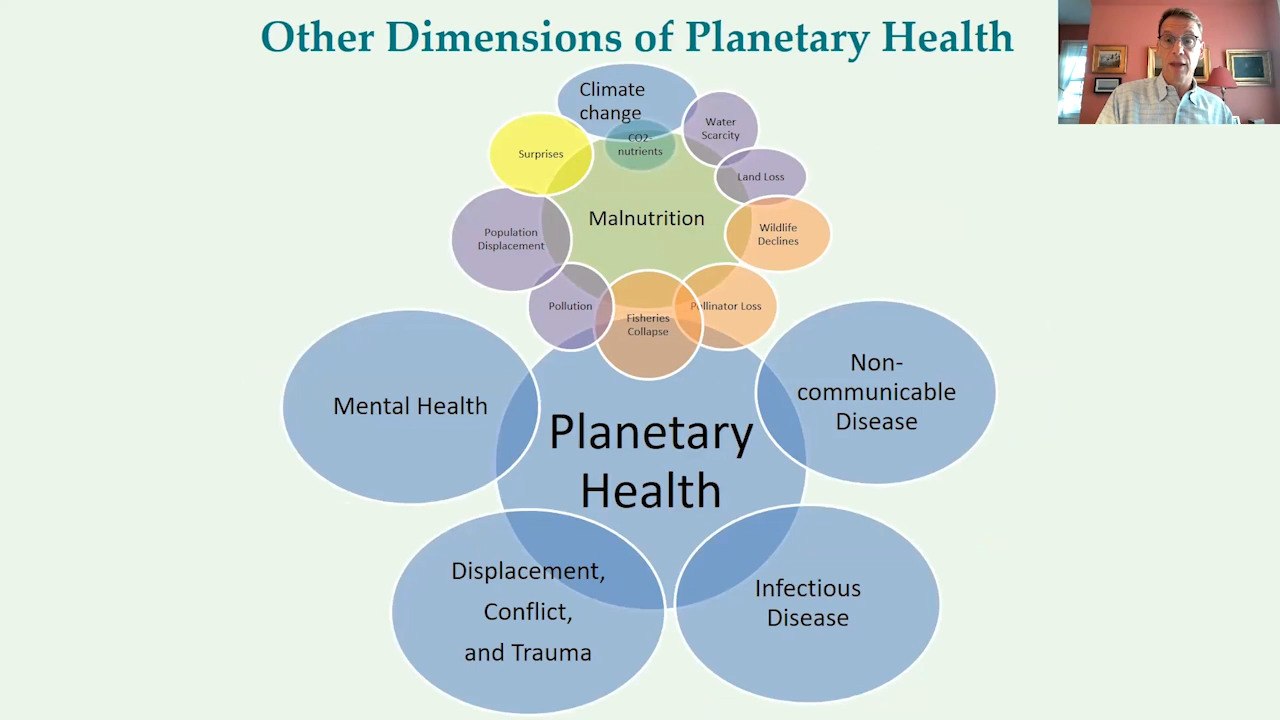 Other Dimensions of Planetary Health
Climate
change
Water
Scarcity
CO2-
nutrients
Surprises
Land Loss
Malnutrition
Population
Displacement
Wildlife
Declines
Pollution
Fisheries
Collapse
Pollinator Loss
Mental Health
Non-
communicable
Disease
Planetary
Health
Displacement,
Conflict,
and Trauma
Infectious
Disease